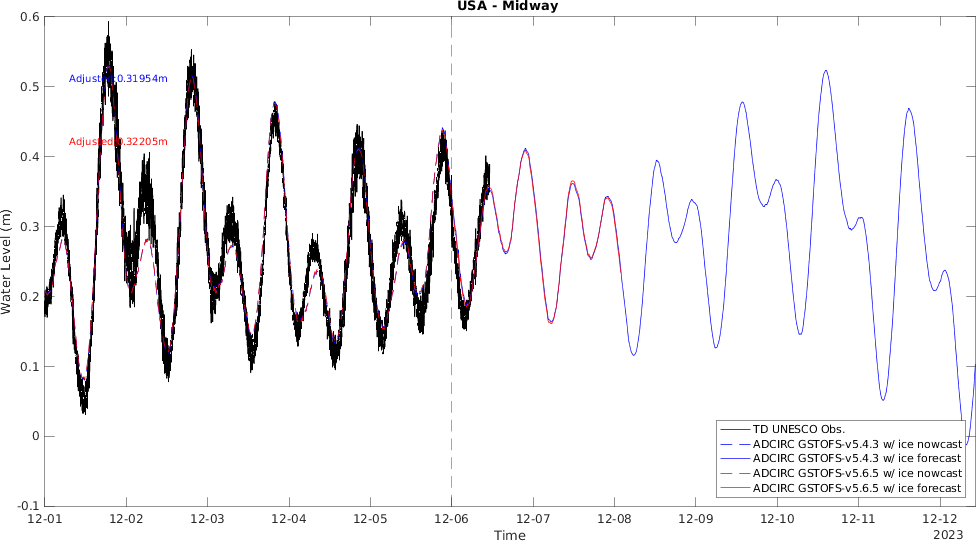 USA - Midway
0.6
0.5
0.4
0.3
0.2
0.1
0
-0.1
Water Level (m)
Adjusted 0.31954m
Adjusted 0.32205m
TD UNESCO Obs.
ADCIRC GSTOFS-v5.4.3 w/ ice nowcast
ADCIRC GSTOFS-v5.4.3 w/ ice forecast
ADCIRC GSTOFS-v5.6.5 w/ ice nowcast
ADCIRC GSTOFS-v5.6.5 w/ ice forecast
12-01 12-02 12-03 12-04 12-05 12-06 12-07 12-08 12-09 12-10 12-11 12-12
Time
2023